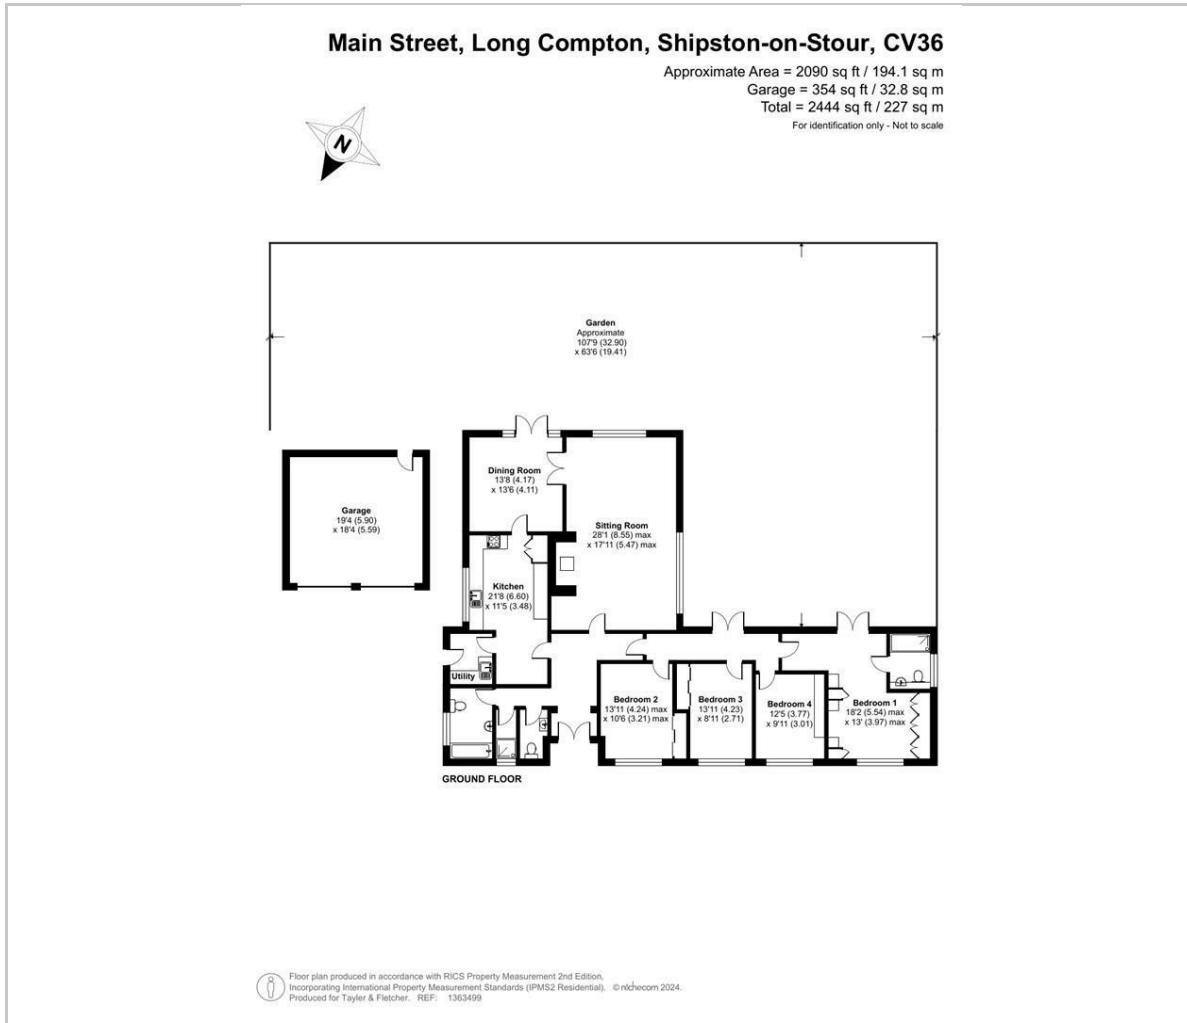 Main Street, Long Compton, Shipston-on-Stour, CV36
Approximate Area = 2090 sq ft / 194.1 sq m
Garage = 354 sq ft / 32.8 sq m
Total = 2444 sq ft / 227 sq m
For identification only - Not to scale
N
Garden
Approximate
107'9 (32.90)
x 63'6 (19.41)
Dining Room
13'8 (4.17)
x 13'6 (4.11)
Garage
19'4 (5.90)
x 18'4 (5.59)
Sitting Room
28'1 (8.55) max
x 17'11 (5.47) max
Kitchen
21'8 (6.60)
x 11'5 (3.48)
Utility
Bedroom 2
13'11 (4.24) max
x 10'6 (3.21) max
Bedroom 3
13'11 (4.23)
x 8'11 (2.71)
Bedroom 4
12'5 (3.77)
x 9'11 (3.01)
Bedroom 1
18'2 (5.54) max
x 13' (3.97) max
GROUND FLOOR
Floor plan produced in accordance with RICS Property Measurement 2nd Edition,
Incorporating International Property Measurement Standards (IPMS2 Residential). © nichecom 2024.
Produced for Tayler & Fletcher. REF: 1363499